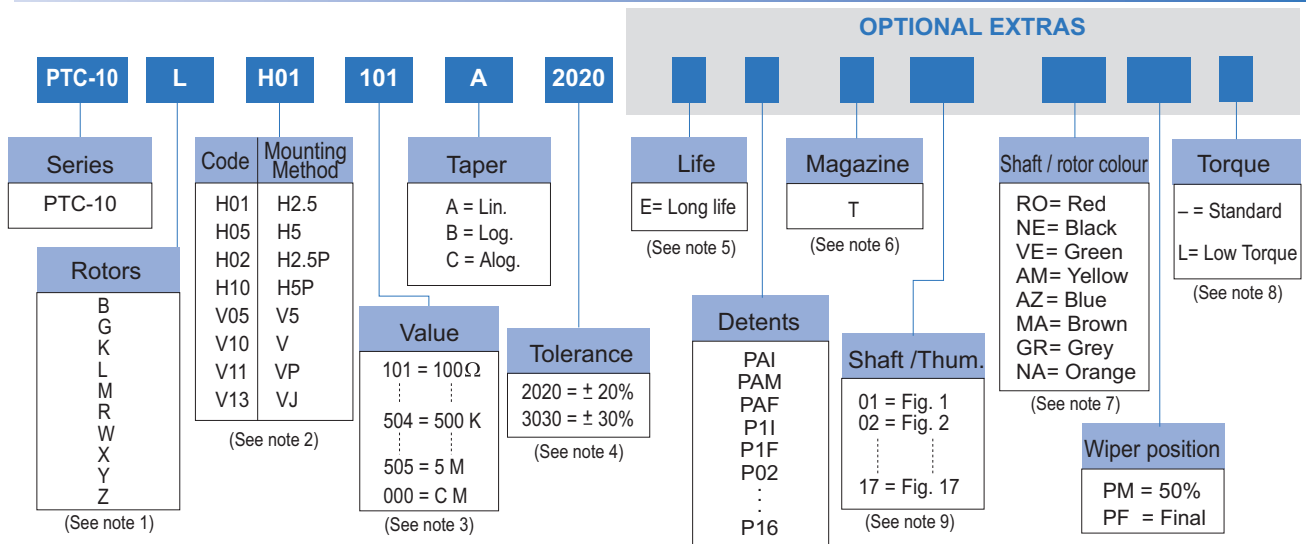 OPTIONAL EXTRAS
PTC-10 L H01 101 A 2020
Series
PTC-10
Rotors
B
G
K
L
M
R
W
X
Y
Z
(See note 1)
Code Mounting Method
H01 H2.5
H05 H5
H02 H2.5P
H10 H5P
V05 V5
V10 V
V11 VP
V13 VJ
(See note 2)
Taper
A = Lin.
B = Log.
C = Alog.
Value
101 = 100Ω
504 = 500 K
505 = 5 M
000 = C M
(See note 3)
Tolerance
2020 = ± 20%
3030 = ± 30%
(See note 4)
Life
E= Long life
(See note 5)
Detents
PAI
PAM
PAF
P1I
P1F
P02
:
:
P16
Magazine
T
(See note 6)
Shaft /Thum.
01 = Fig. 1
02 = Fig. 2
17 = Fig. 17
(See note 9)
Shaft / rotor colour
RO= Red
NE= Black
VE= Green
AM= Yellow
AZ= Blue
MA= Brown
GR= Grey
NA= Orange
(See note 7)
Wiper position
PM = 50%
PF = Final
Torque
– = Standard
L= Low Torque
(See note 8)